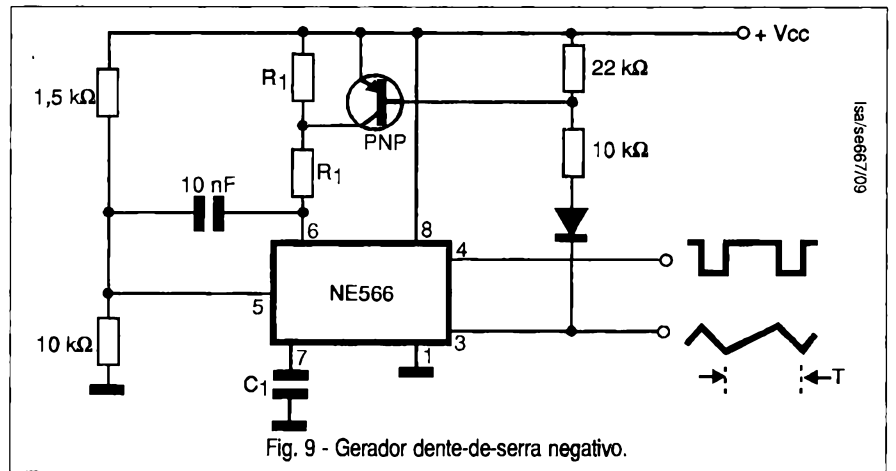 + Vcc
R1
22 kΩ
1,5 kΩ
PNP
10 kΩ
R1
10 nF
6
8
4
5
NE566
3
10 kΩ
7
1
C1
T
Isa/se667/09
Fig. 9 - Gerador dente-de-serra negativo.